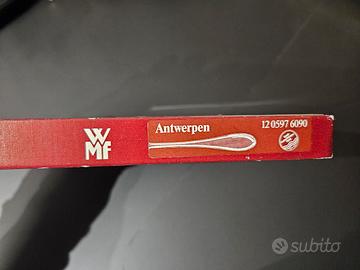 WMF
Antwerpen
12 0597 6090
subito